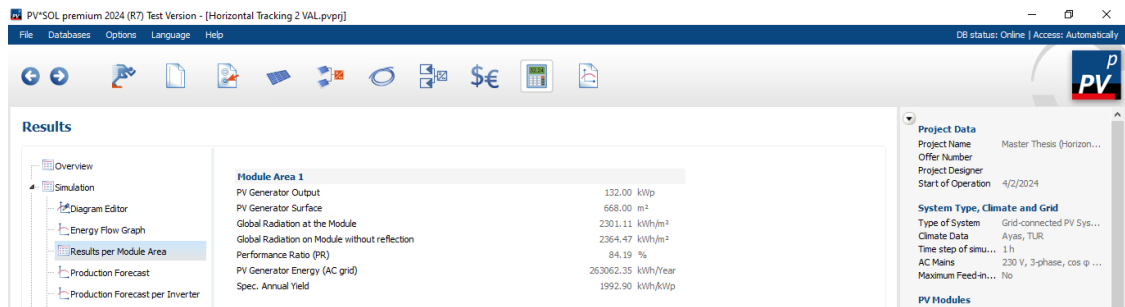 PV*SOL premium 2024 (R7) Test Version - [Horizontal Tracking 2 VAL.pvprj]
File Databases Options Language Help DB status: Online | Access: Automatically
$€
p
PV
Results
Overview
Simulation
Diagram Editor
Energy Flow Graph
Results per Module Area
Production Forecast
Production Forecast per Inverter
Module Area 1
PV Generator Output 132.00 kWp
PV Generator Surface 668.00 m²
Global Radiation at the Module 2301.11 kWh/m²
Global Radiation on Module without reflection 2364.47 kWh/m²
Performance Ratio (PR) 84.19 %
PV Generator Energy (AC grid) 263062.35 kWh/Year
Spec. Annual Yield 1992.90 kWh/kWp
Project Data
Project Name Master Thesis (Horizon...
Offer Number
Project Designer
Start of Operation 4/2/2024
System Type, Climate and Grid
Type of System Grid-connected PV Sys...
Climate Data Ayas, TUR
Time step of simu... 1 h
AC Mains 230 V, 3-phase, cos φ ...
Maximum Feed-in... No
PV Modules